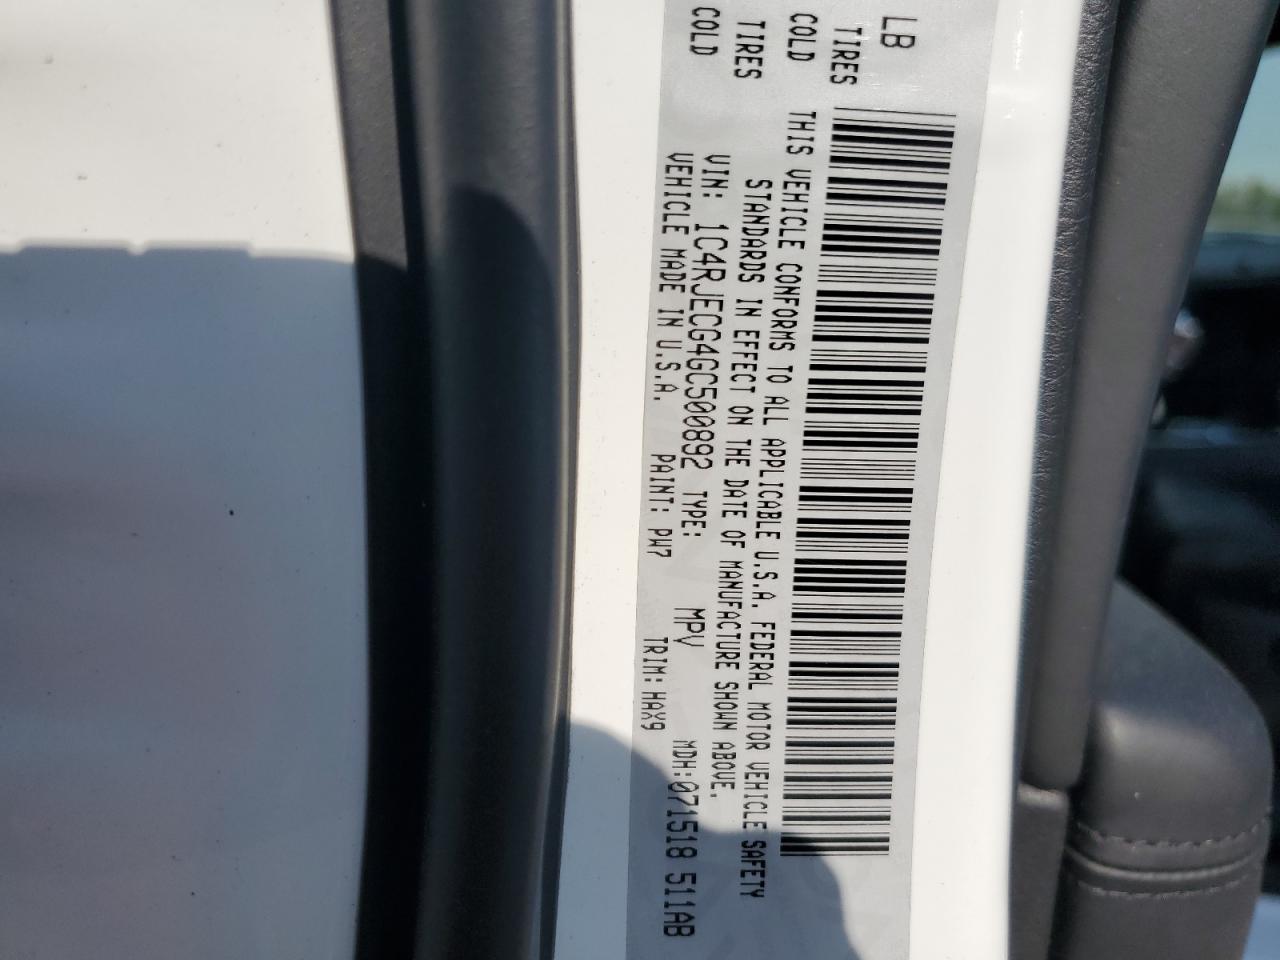 LB
TIRES
COLD
TIRES
COLD
THIS VEHICLE CONFORMS TO ALL APPLICABLE U.S.A. FEDERAL MOTOR VEHICLE SAFETY
STANDARDS IN EFFECT ON THE DATE OF MANUFACTURE SHOWN ABOVE.
VIN: 1C4RJECG4GC500892 TYPE: MPV
VEHICLE MADE IN U.S.A. PAINT: PW7 TRIM: HAX9 MDH:071518 511AB